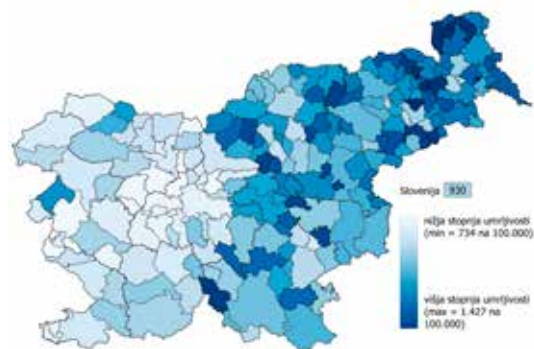 Slovenija 930
nižja stopnja umrljivosti
(min = 734 na 100.000)
višja stopnja umrljivosti
(max = 1.427 na
100.000)